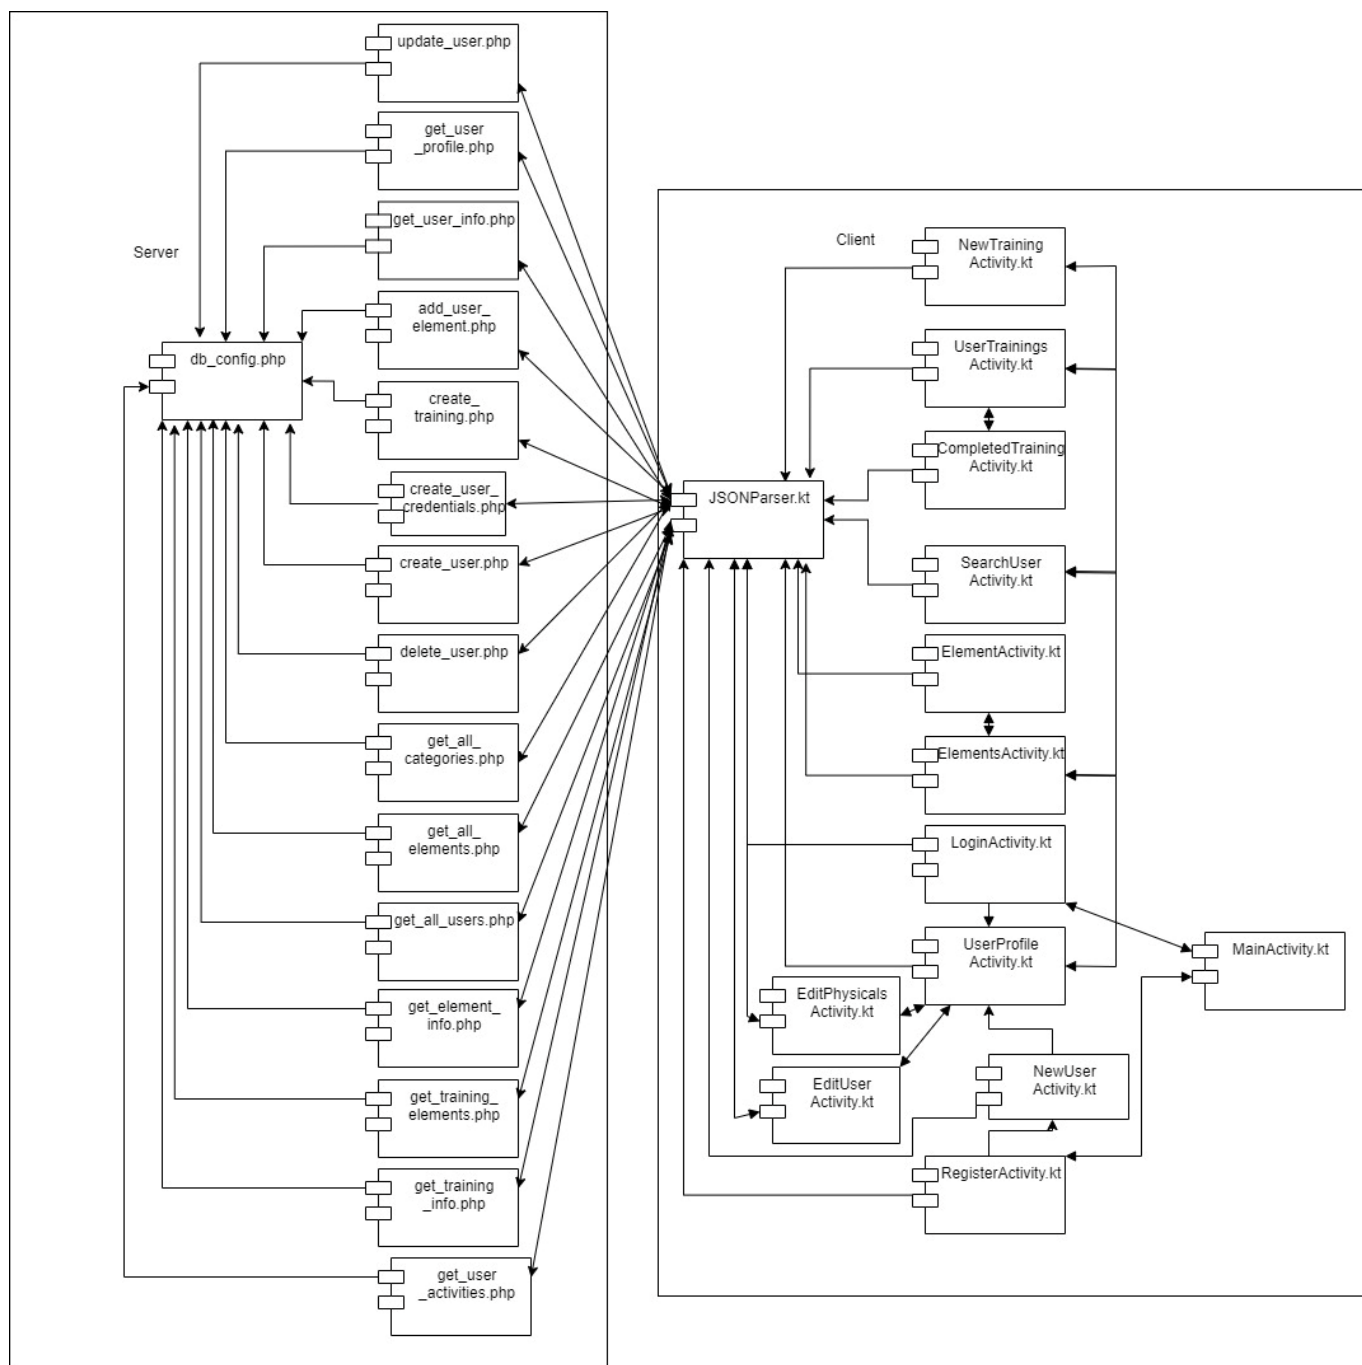 update_user.php
get_user
_profile.php
Server
get_user_info.php
add_user_
element.php
db_config.php
create_
training.php
create_user_
credentials.php
create_user.php
delete_user.php
get_all_
categories.php
get_all_
elements.php
get_all_users.php
get_element_
info.php
get_training_
elements.php
get_training
_info.php
get_user
_activities.php
Client
NewTraining
Activity.kt
UserTrainings
Activity.kt
CompletedTraining
Activity.kt
JSONParser.kt
SearchUser
Activity.kt
ElementActivity.kt
ElementsActivity.kt
LoginActivity.kt
UserProfile
Activity.kt
MainActivity.kt
EditPhysicals
Activity.kt
EditUser
Activity.kt
NewUser
Activity.kt
RegisterActivity.kt